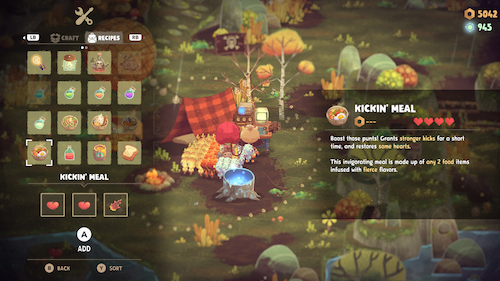 LB
CRAFT
RECIPES
RB
5042
945
KICKIN' MEAL
---
Boost those punts! Grants stronger kicks for a short
time, and restores some hearts.
This invigorating meal is made up of any 2 food items
infused with fierce flavors.
KICKIN' MEAL
A
ADD
B BACK
Y SORT